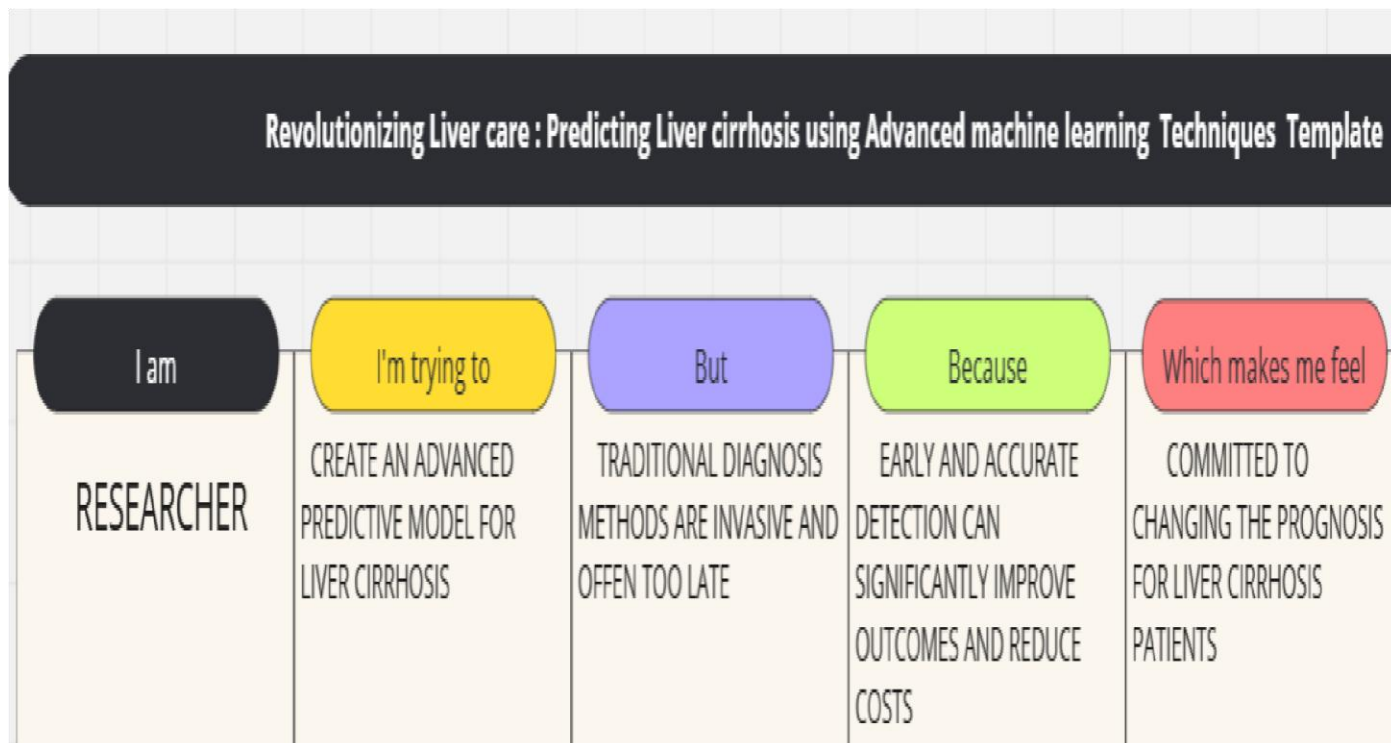 Revolutionizing Liver care : Predicting Liver cirrhosis using Advanced machine learning Techniques Template
I am
RESEARCHER
I'm trying to
CREATE AN ADVANCED
PREDICTIVE MODEL FOR
LIVER CIRRHOSIS
But
TRADITIONAL DIAGNOSIS
METHODS ARE INVASIVE AND
OFFEN TOO LATE
Because
EARLY AND ACCURATE
DETECTION CAN
SIGNIFICANTLY IMPROVE
OUTCOMES AND REDUCE
COSTS
Which makes me feel
COMMITTED TO
CHANGING THE PROGNOSIS
FOR LIVER CIRRHOSIS
PATIENTS